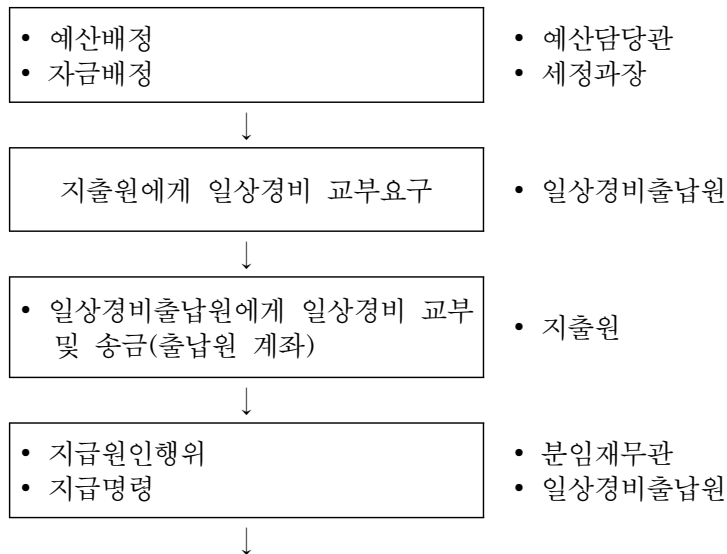 • 예산배정
• 자금배정
• 예산담당관
• 세정과장
↓
지출원에게 일상경비 교부요구
• 일상경비출납원
↓
• 일상경비출납원에게 일상경비 교부
및 송금(출납원 계좌)
• 지출원
↓
• 지급원인행위
• 지급명령
• 분임재무관
• 일상경비출납원
↓